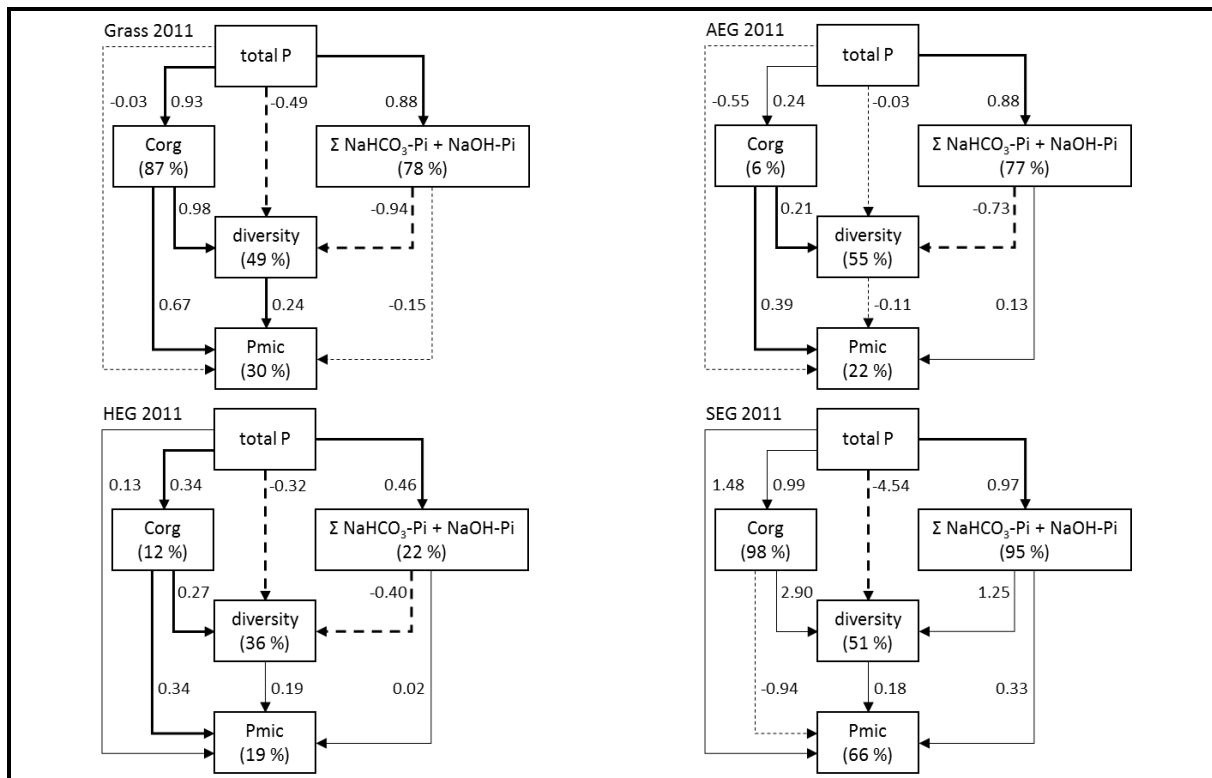 Grass 2011
total P
-0.03
0.93
-0.49
0.88
Corg
(87 %)
Σ NaHCO₃-Pi + NaOH-Pi
(78 %)
0.98
-0.94
diversity
(49 %)
0.67
0.24
-0.15
Pmic
(30 %)
AEG 2011
total P
-0.55
0.24
-0.03
0.88
Corg
(6 %)
Σ NaHCO₃-Pi + NaOH-Pi
(77 %)
0.21
-0.73
diversity
(55 %)
0.39
-0.11
0.13
Pmic
(22 %)
HEG 2011
total P
0.13
0.34
-0.32
0.46
Corg
(12 %)
Σ NaHCO₃-Pi + NaOH-Pi
(22 %)
0.27
-0.40
diversity
(36 %)
0.34
0.19
0.02
Pmic
(19 %)
SEG 2011
total P
1.48
0.99
-4.54
0.97
Corg
(98 %)
Σ NaHCO₃-Pi + NaOH-Pi
(95 %)
2.90
1.25
diversity
(51 %)
-0.94
0.18
0.33
Pmic
(66 %)